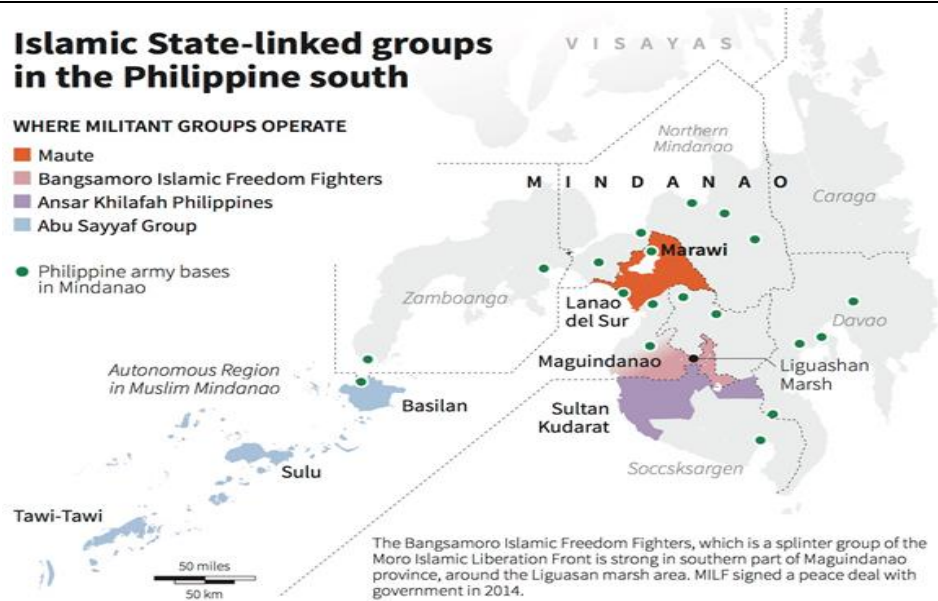 Islamic State-linked groups
in the Philippine south
VISAYAS
WHERE MILITANT GROUPS OPERATE
Maute
Bangsamoro Islamic Freedom Fighters
Ansar Khilafah Philippines
Abu Sayyaf Group
Philippine army bases
in Mindanao
Northern
Mindanao
MINDANAO
Caraga
Marawi
Zamboanga
Lanao
del Sur
Davao
Maguindanao
Liguashan
Marsh
Autonomous Region
in Muslim Mindanao
Basilan
Sultan
Kudarat
Sulu
Soccsksargen
Tawi-Tawi
50 miles
50 km
The Bangsamoro Islamic Freedom Fighters, which is a splinter group of the
Moro Islamic Liberation Front is strong in southern part of Maguindanao
province, around the Liguasan marsh area. MILF signed a peace deal with
government in 2014.